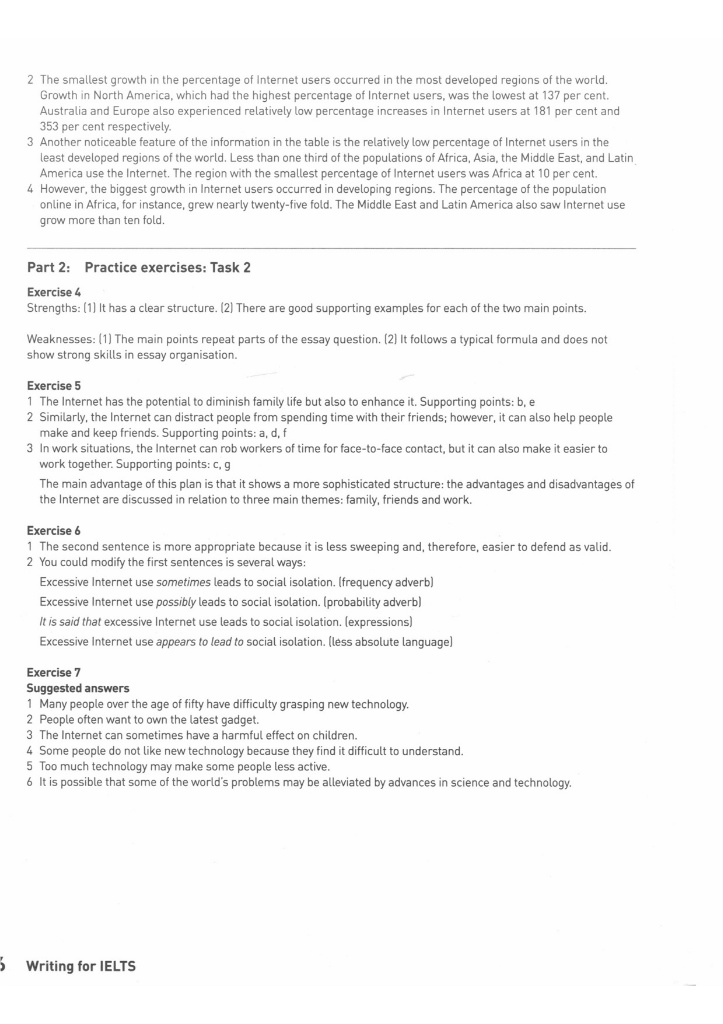 2 The smallest growth in the percentage of Internet users occurred in the most developed regions of the world.
Growth in North America, which had the highest percentage of Internet users, was the lowest at 137 per cent.
Australia and Europe also experienced relatively low percentage increases in Internet users at 181 per cent and
353 per cent respectively.
3 Another noticeable feature of the information in the table is the relatively low percentage of Internet users in the
least developed regions of the world. Less than one third of the populations of Africa, Asia, the Middle East, and Latin
America use the Internet. The region with the smallest percentage of Internet users was Africa at 10 per cent.
4 However, the biggest growth in Internet users occurred in developing regions. The percentage of the population
online in Africa, for instance, grew nearly twenty-five fold. The Middle East and Latin America also saw Internet use
grow more than ten fold.
Part 2: Practice exercises: Task 2
Exercise 4
Strengths: (1) It has a clear structure. (2) There are good supporting examples for each of the two main points.
Weaknesses: (1) The main points repeat parts of the essay question. (2) It follows a typical formula and does not
show strong skills in essay organisation.
Exercise 5
1 The Internet has the potential to diminish family life but also to enhance it. Supporting points: b, e
2 Similarly, the Internet can distract people from spending time with their friends; however, it can also help people
make and keep friends. Supporting points: a, d, f
3 In work situations, the Internet can rob workers of time for face-to-face contact, but it can also make it easier to
work together. Supporting points: c, g
The main advantage of this plan is that it shows a more sophisticated structure: the advantages and disadvantages of
the Internet are discussed in relation to three main themes: family, friends and work.
Exercise 6
1 The second sentence is more appropriate because it is less sweeping and, therefore, easier to defend as valid.
2 You could modify the first sentences is several ways:
Excessive Internet use sometimes leads to social isolation. (frequency adverb)
Excessive Internet use possibly leads to social isolation. (probability adverb)
It is said that excessive Internet use leads to social isolation. (expressions)
Excessive Internet use appears to lead to social isolation. (less absolute language)
Exercise 7
Suggested answers
1 Many people over the age of fifty have difficulty grasping new technology.
2 People often want to own the latest gadget.
3 The Internet can sometimes have a harmful effect on children.
4 Some people do not like new technology because they find it difficult to understand.
5 Too much technology may make some people less active.
6 It is possible that some of the world's problems may be alleviated by advances in science and technology.
Writing for IELTS